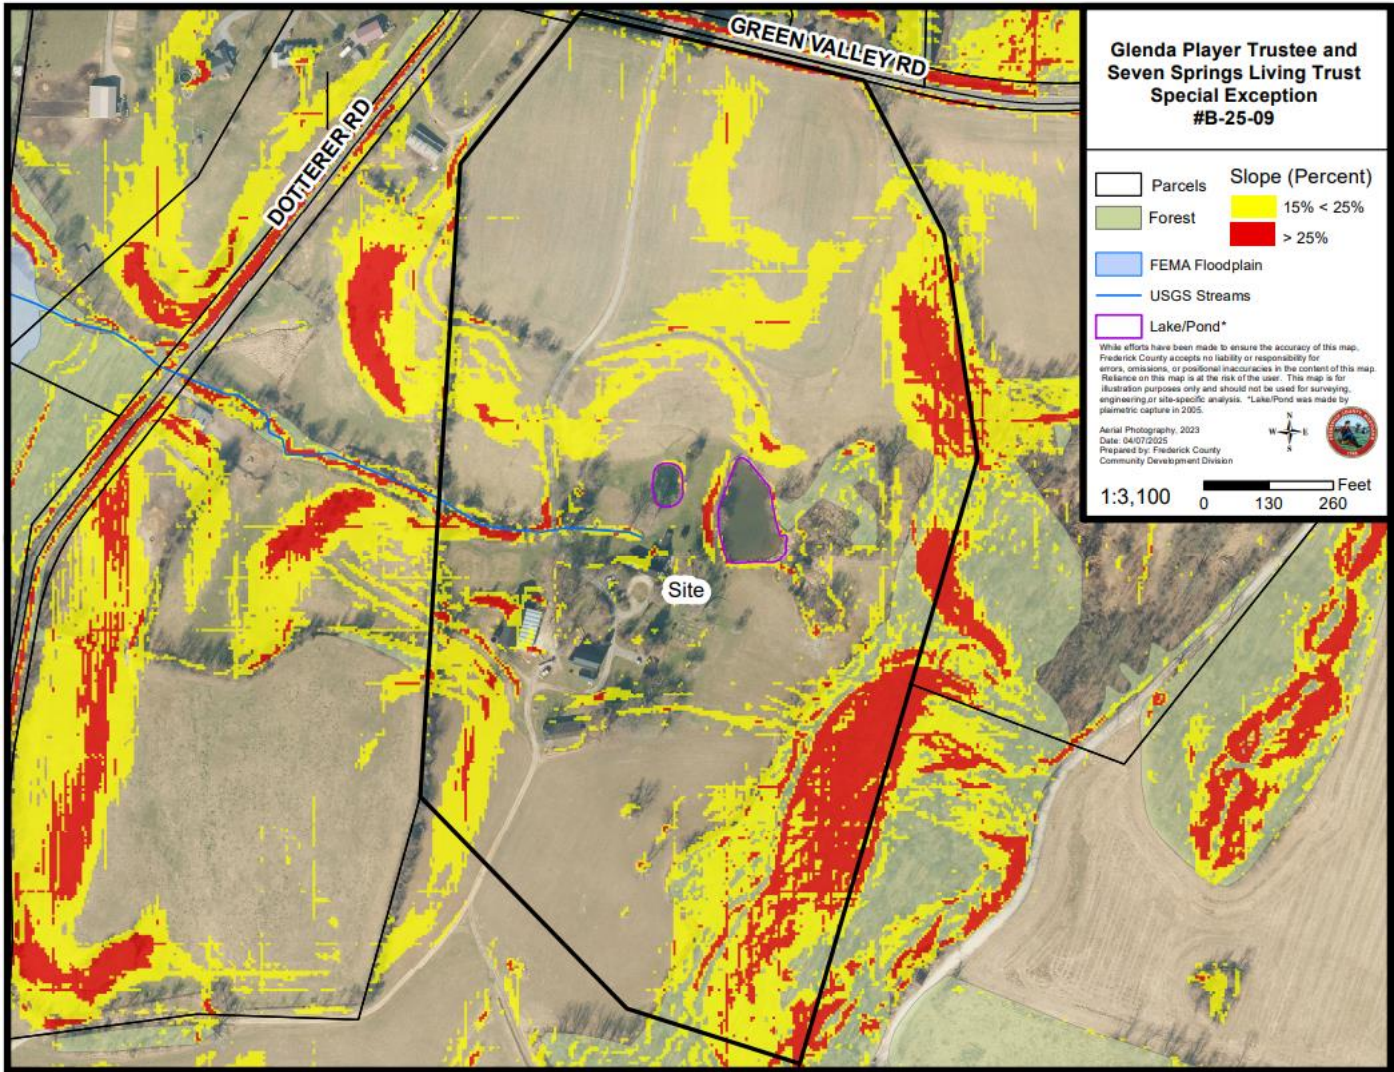 GREEN VALLEY RD
DOTTERER RD
Site
Glenda Player Trustee and
Seven Springs Living Trust
Special Exception
#B-25-09
Parcels
Forest
Slope (Percent)
15% < 25%
> 25%
FEMA Floodplain
USGS Streams
Lake/Pond*
While efforts have been made to ensure the accuracy of this map,
Frederick County accepts no liability or responsibility for
errors, omissions, or positional inaccuracies in the content of this map.
Reliance on this map is at the risk of the user. This map is for
illustration purposes only and should not be used for surveying,
engineering,or site-specific analysis. *Lake/Pond was made by
plaimetric capture in 2005.
Aerial Photography, 2023
Date: 04/07/2025
Prepared by: Frederick County
Community Development Division
N
W E
S
1:3,100
Feet
0 130 260